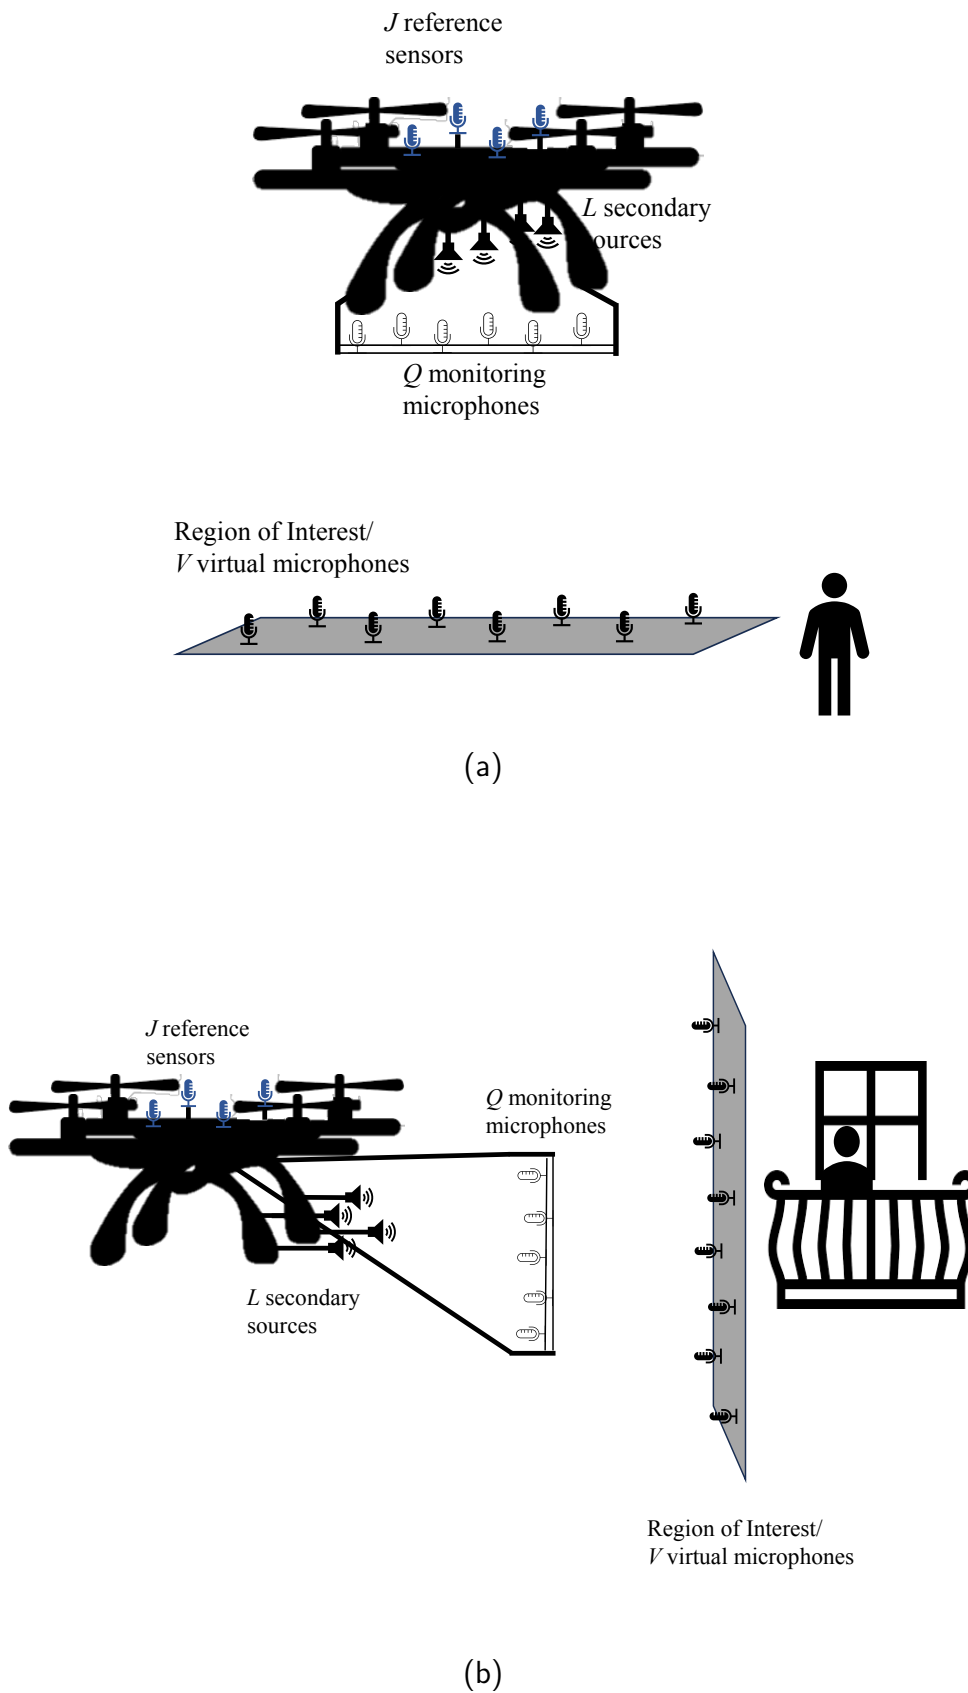 J reference
sensors
L secondary
sources
Q monitoring
microphones
Region of Interest/
V virtual microphones
(a)
J reference
sensors
Q monitoring
microphones
L secondary
sources
Region of Interest/
V virtual microphones
(b)